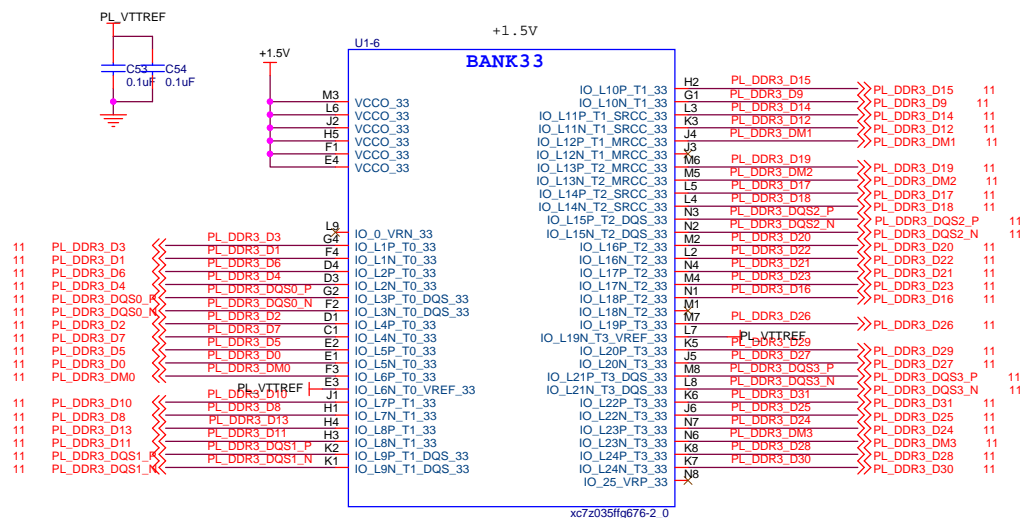 PL_VTTREF
+1.5V
+1.5V
U1-6
BANK33
C53 C54
0.1uF 0.1uF
M3 VCCO_33
L6 VCCO_33
J2 VCCO_33
H5 VCCO_33
F1 VCCO_33
E4 VCCO_33
L9 IO_0_VRN_33
11 PL_DDR3_D3 PL_DDR3_D3 G4 IO_L1P_T0_33
11 PL_DDR3_D1 PL_DDR3_D1 F4 IO_L1N_T0_33
11 PL_DDR3_D6 PL_DDR3_D6 D4 IO_L2P_T0_33
11 PL_DDR3_D4 PL_DDR3_D4 D3 IO_L2N_T0_33
11 PL_DDR3_DQS0_P PL_DDR3_DQS0_P G2 IO_L3P_T0_DQS_33
11 PL_DDR3_DQS0_N PL_DDR3_DQS0_N F2 IO_L3N_T0_DQS_33
11 PL_DDR3_D2 PL_DDR3_D2 D1 IO_L4P_T0_33
11 PL_DDR3_D7 PL_DDR3_D7 C1 IO_L4N_T0_33
11 PL_DDR3_D5 PL_DDR3_D5 E2 IO_L5P_T0_33
11 PL_DDR3_D0 PL_DDR3_D0 E1 IO_L5N_T0_33
11 PL_DDR3_DM0 PL_DDR3_DM0 F3 IO_L6P_T0_33
PL_VTTREF E3 IO_L6N_T0_VREF_33
11 PL_DDR3_D10 PL_DDR3_D10 J1 IO_L7P_T1_33
11 PL_DDR3_D8 PL_DDR3_D8 H1 IO_L7N_T1_33
11 PL_DDR3_D13 PL_DDR3_D13 H4 IO_L8P_T1_33
11 PL_DDR3_D11 PL_DDR3_D11 H3 IO_L8N_T1_33
11 PL_DDR3_DQS1_P PL_DDR3_DQS1_P K2 IO_L9P_T1_DQS_33
11 PL_DDR3_DQS1_N PL_DDR3_DQS1_N K1 IO_L9N_T1_DQS_33
IO_L10P_T1_33 H2 PL_DDR3_D15 PL_DDR3_D15 11
IO_L10N_T1_33 G1 PL_DDR3_D9 PL_DDR3_D9 11
IO_L11P_T1_SRCC_33 L3 PL_DDR3_D14 PL_DDR3_D14 11
IO_L11N_T1_SRCC_33 K3 PL_DDR3_D12 PL_DDR3_D12 11
IO_L12P_T1_MRCC_33 J4 PL_DDR3_DM1 PL_DDR3_DM1 11
IO_L12N_T1_MRCC_33 J3
IO_L13P_T2_MRCC_33 M6 PL_DDR3_D19 PL_DDR3_D19 11
IO_L13N_T2_MRCC_33 M5 PL_DDR3_DM2 PL_DDR3_DM2 11
IO_L14P_T2_SRCC_33 L5 PL_DDR3_D17 PL_DDR3_D17 11
IO_L14N_T2_SRCC_33 L4 PL_DDR3_D18 PL_DDR3_D18 11
IO_L15P_T2_DQS_33 N3 PL_DDR3_DQS2_P PL_DDR3_DQS2_P 11
IO_L15N_T2_DQS_33 N2 PL_DDR3_DQS2_N PL_DDR3_DQS2_N 11
IO_L16P_T2_33 M2 PL_DDR3_D20 PL_DDR3_D20 11
IO_L16N_T2_33 L2 PL_DDR3_D22 PL_DDR3_D22 11
IO_L17P_T2_33 N4 PL_DDR3_D21 PL_DDR3_D21 11
IO_L17N_T2_33 M4 PL_DDR3_D23 PL_DDR3_D23 11
IO_L18P_T2_33 N1 PL_DDR3_D16 PL_DDR3_D16 11
IO_L18N_T2_33 M1
IO_L19P_T3_33 M7 PL_DDR3_D26 PL_DDR3_D26 11
IO_L19N_T3_VREF_33 L7 PL_VTTREF
IO_L20P_T3_33 K5 PL_DDR3_D29 PL_DDR3_D29 11
IO_L20N_T3_33 J5 PL_DDR3_D27 PL_DDR3_D27 11
IO_L21P_T3_DQS_33 M8 PL_DDR3_DQS3_P PL_DDR3_DQS3_P 11
IO_L21N_T3_DQS_33 L8 PL_DDR3_DQS3_N PL_DDR3_DQS3_N 11
IO_L22P_T3_33 K6 PL_DDR3_D31 PL_DDR3_D31 11
IO_L22N_T3_33 J6 PL_DDR3_D25 PL_DDR3_D25 11
IO_L23P_T3_33 N7 PL_DDR3_D24 PL_DDR3_D24 11
IO_L23N_T3_33 N6 PL_DDR3_DM3 PL_DDR3_DM3 11
IO_L24P_T3_33 K8 PL_DDR3_D28 PL_DDR3_D28 11
IO_L24N_T3_33 K7 PL_DDR3_D30 PL_DDR3_D30 11
IO_25_VRP_33 N8
xc7z035ffg676-2_0